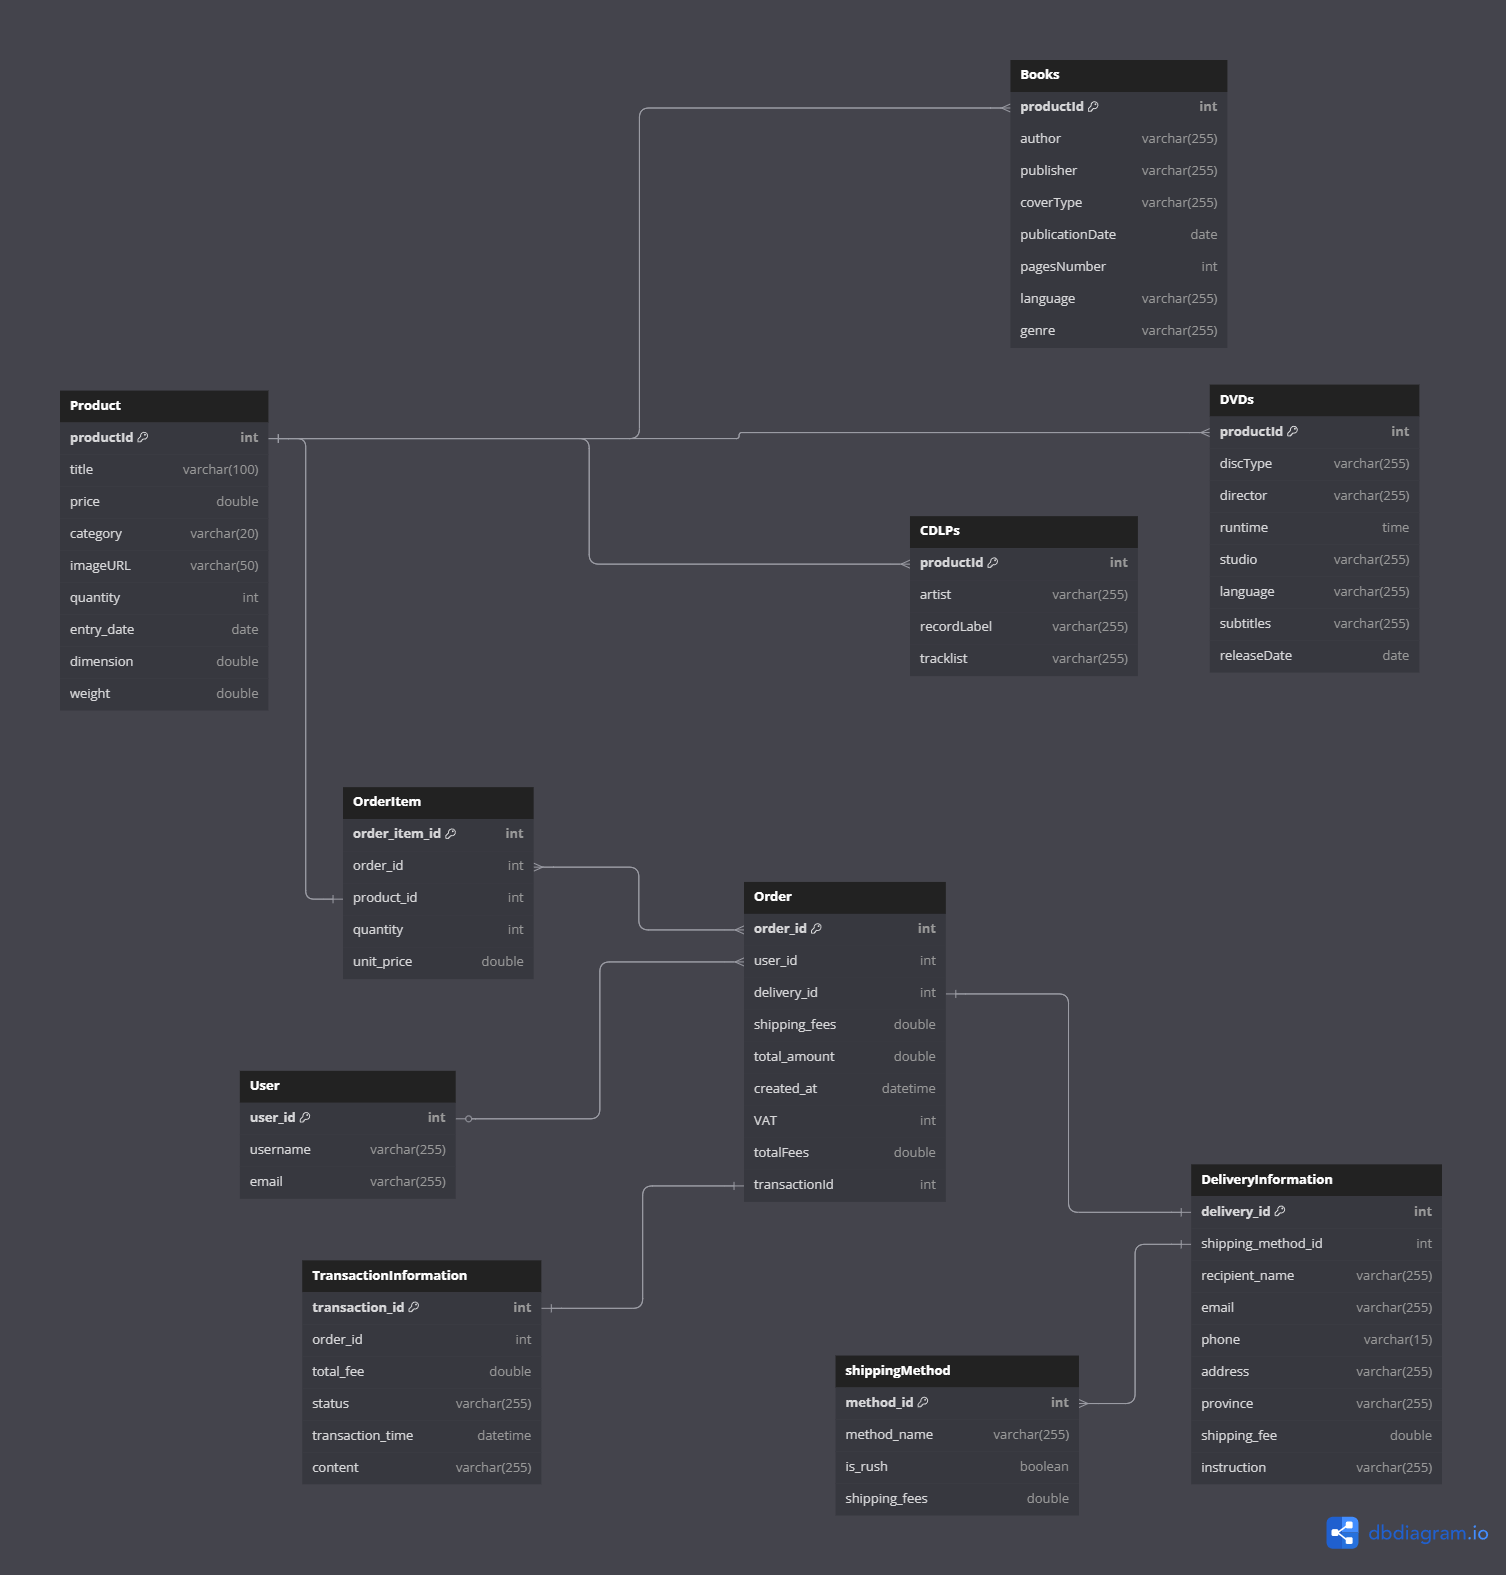 Books
productId int
author varchar(255)
publisher varchar(255)
coverType varchar(255)
publicationDate date
pagesNumber int
language varchar(255)
genre varchar(255)
Product
productId int
title varchar(100)
price double
category varchar(20)
imageURL varchar(50)
quantity int
entry_date date
dimension double
weight double
DVDs
productId int
discType varchar(255)
director varchar(255)
runtime time
studio varchar(255)
language varchar(255)
subtitles varchar(255)
releaseDate date
CDLPs
productId int
artist varchar(255)
recordLabel varchar(255)
tracklist varchar(255)
OrderItem
order_item_id int
order_id int
product_id int
quantity int
unit_price double
Order
order_id int
user_id int
delivery_id int
shipping_fees double
total_amount double
created_at datetime
VAT int
totalFees double
transactionId int
User
user_id int
username varchar(255)
email varchar(255)
DeliveryInformation
delivery_id int
shipping_method_id int
recipient_name varchar(255)
email varchar(255)
phone varchar(15)
address varchar(255)
province varchar(255)
shipping_fee double
instruction varchar(255)
TransactionInformation
transaction_id int
order_id int
total_fee double
status varchar(255)
transaction_time datetime
content varchar(255)
shippingMethod
method_id int
method_name varchar(255)
is_rush boolean
shipping_fees double
dbdiagram.io